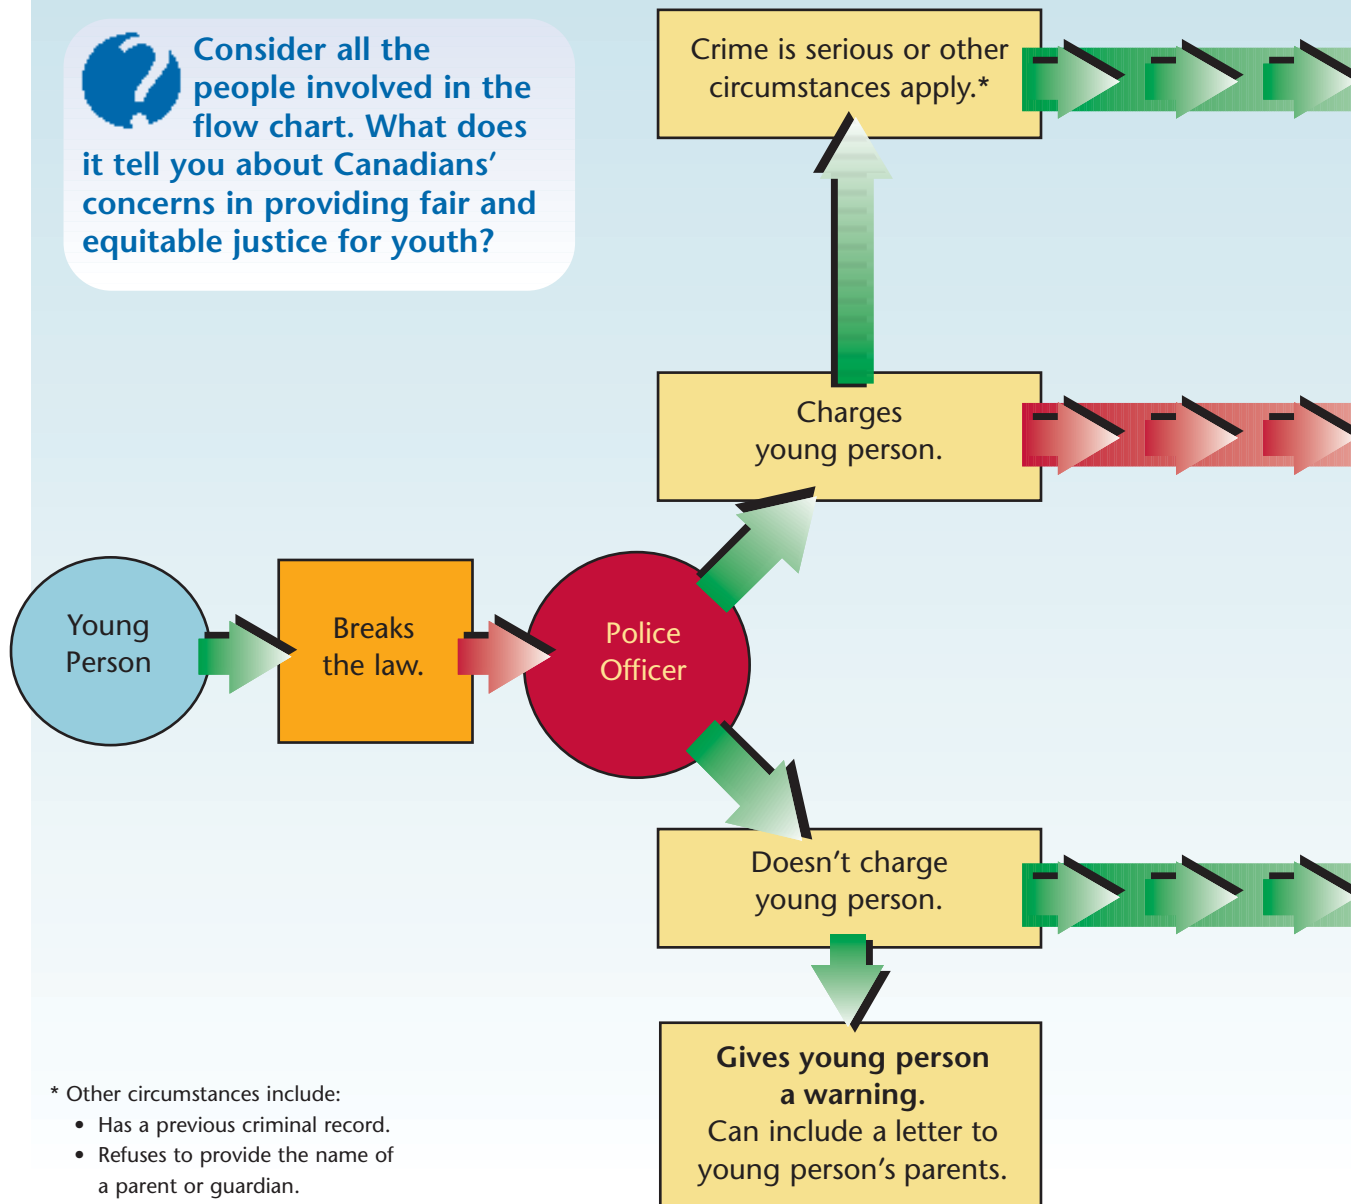 Consider all the
people involved in the
flow chart. What does
it tell you about Canadians’
concerns in providing fair and
equitable justice for youth?
Crime is serious or other
circumstances apply.*
Charges
young person.
Young
Person
Breaks
the law.
Police
Officer
Doesn’t charge
young person.
Gives young person
a warning.
Can include a letter to
young person’s parents.
* Other circumstances include:
• Has a previous criminal record.
• Refuses to provide the name of
a parent or guardian.